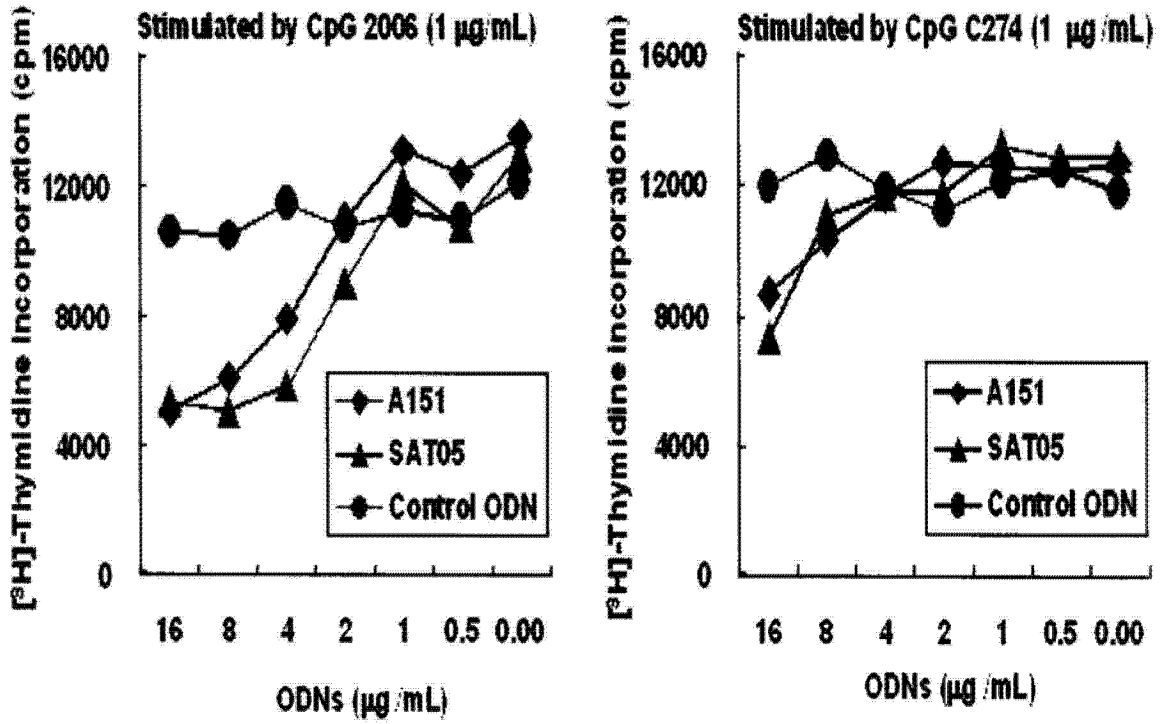 Stimulated by CpG 2006 (1 μg/mL)
[³H]-Thymidine incorporation (cpm)
16000
12000
8000
4000
0
A151
SAT05
Control ODN
16 8 4 2 1 0.5 0.00
ODNs (μg /mL)
Stimulated by CpG C274 (1 μg /mL)
[³H]-Thymidine incorporation (cpm)
16000
12000
8000
4000
0
A151
SAT05
Control ODN
16 8 4 2 1 0.5 0.00
ODNs (μg /mL)